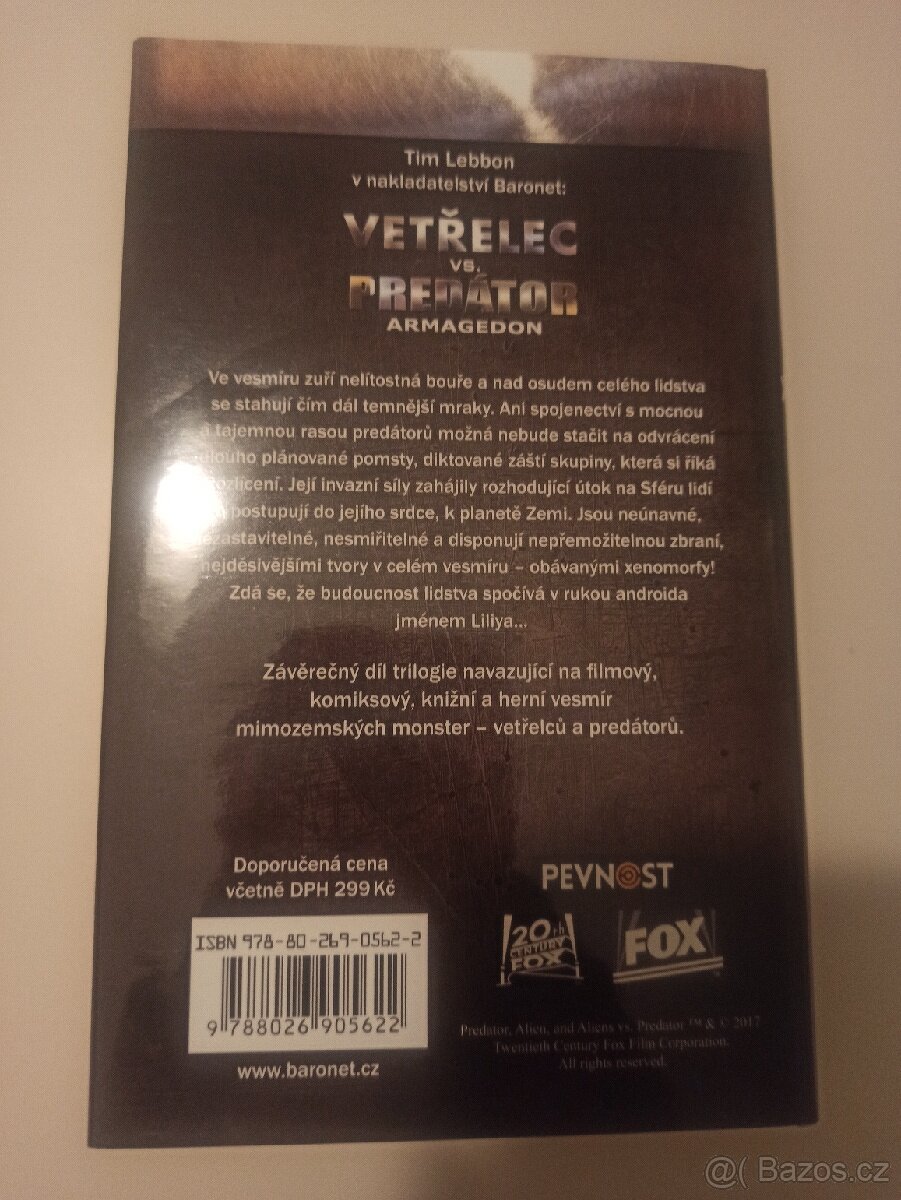 Tim Lebbon
v nakladatelství Baronet:
VETŘELEC
VS.
PREDÁTOR
ARMAGEDON
Ve vesmíru zuří nelítostná bouře a nad osudem celého lidstva
se stahují čím dál temnější mraky. Ani spojenectví s mocnou
a tajemnou rasou predátorů možná nebude stačit na odvrácení
dlouho plánované pomsty, diktované záští skupiny, která si říká
Její invazní síly zahájily rozhodující útok na Sféru lidí
postupují do jejího srdce, k planetě Zemi. Jsou neúnavné,
nezastavitelné, nesmiřitelné a disponují nepřemožitelnou zbraní,
nejděsivějšími tvory v celém vesmíru – obávanými xenomorfy!
Zdá se, že budoucnost lidstva spočívá v rukou androida
jménem Liliya...
Závěrečný díl trilogie navazující na filmový,
komiksový, knižní a herní vesmír
mimozemských monster – vetřelců a predátorů.
Doporučená cena
včetně DPH 299 Kč
PEVNOST
ISBN 978-80-269-0562-2
20th
CENTURY
FOX
FOX
9 788026 905622
Predator, Alien, and Aliens vs. Predator ™ & © 2017
Twentieth Century Fox Film Corporation.
All rights reserved.
www.baronet.cz
@( Bazos.cz